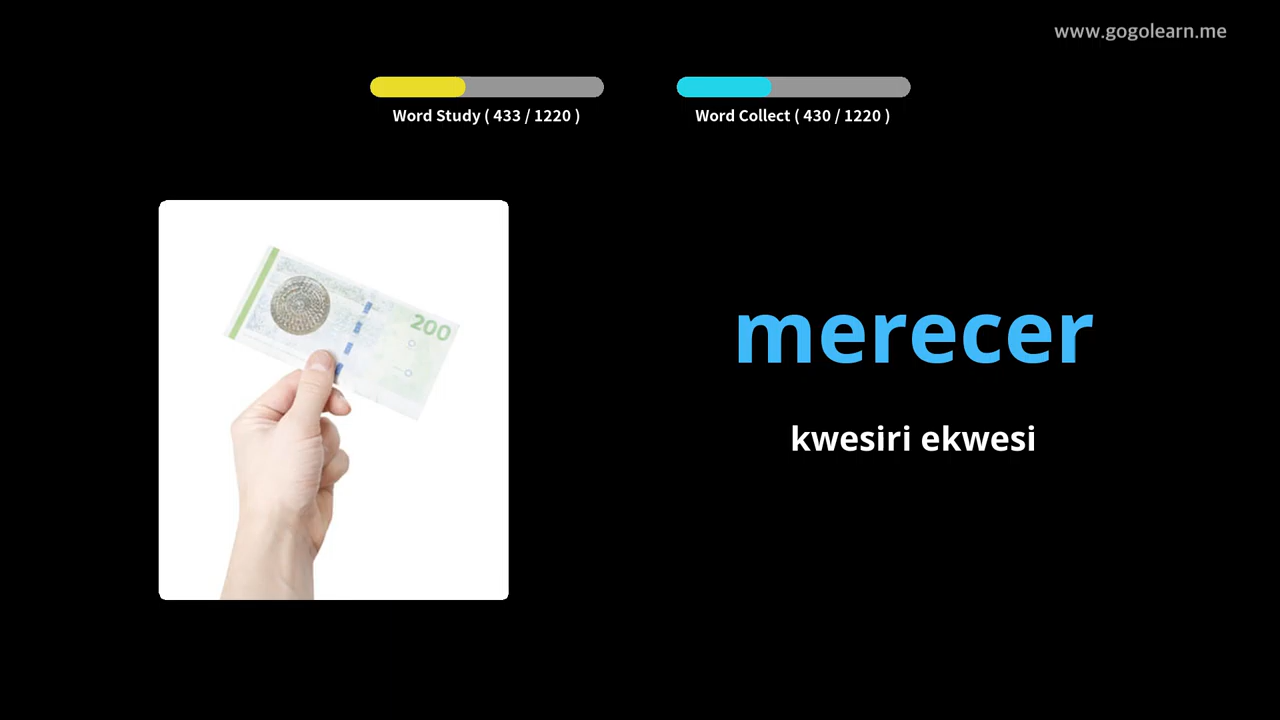 www.gogolearn.me
Word Study ( 433 / 1220 )
Word Collect ( 430 / 1220 )
200
merecer
kwesiri ekwesi